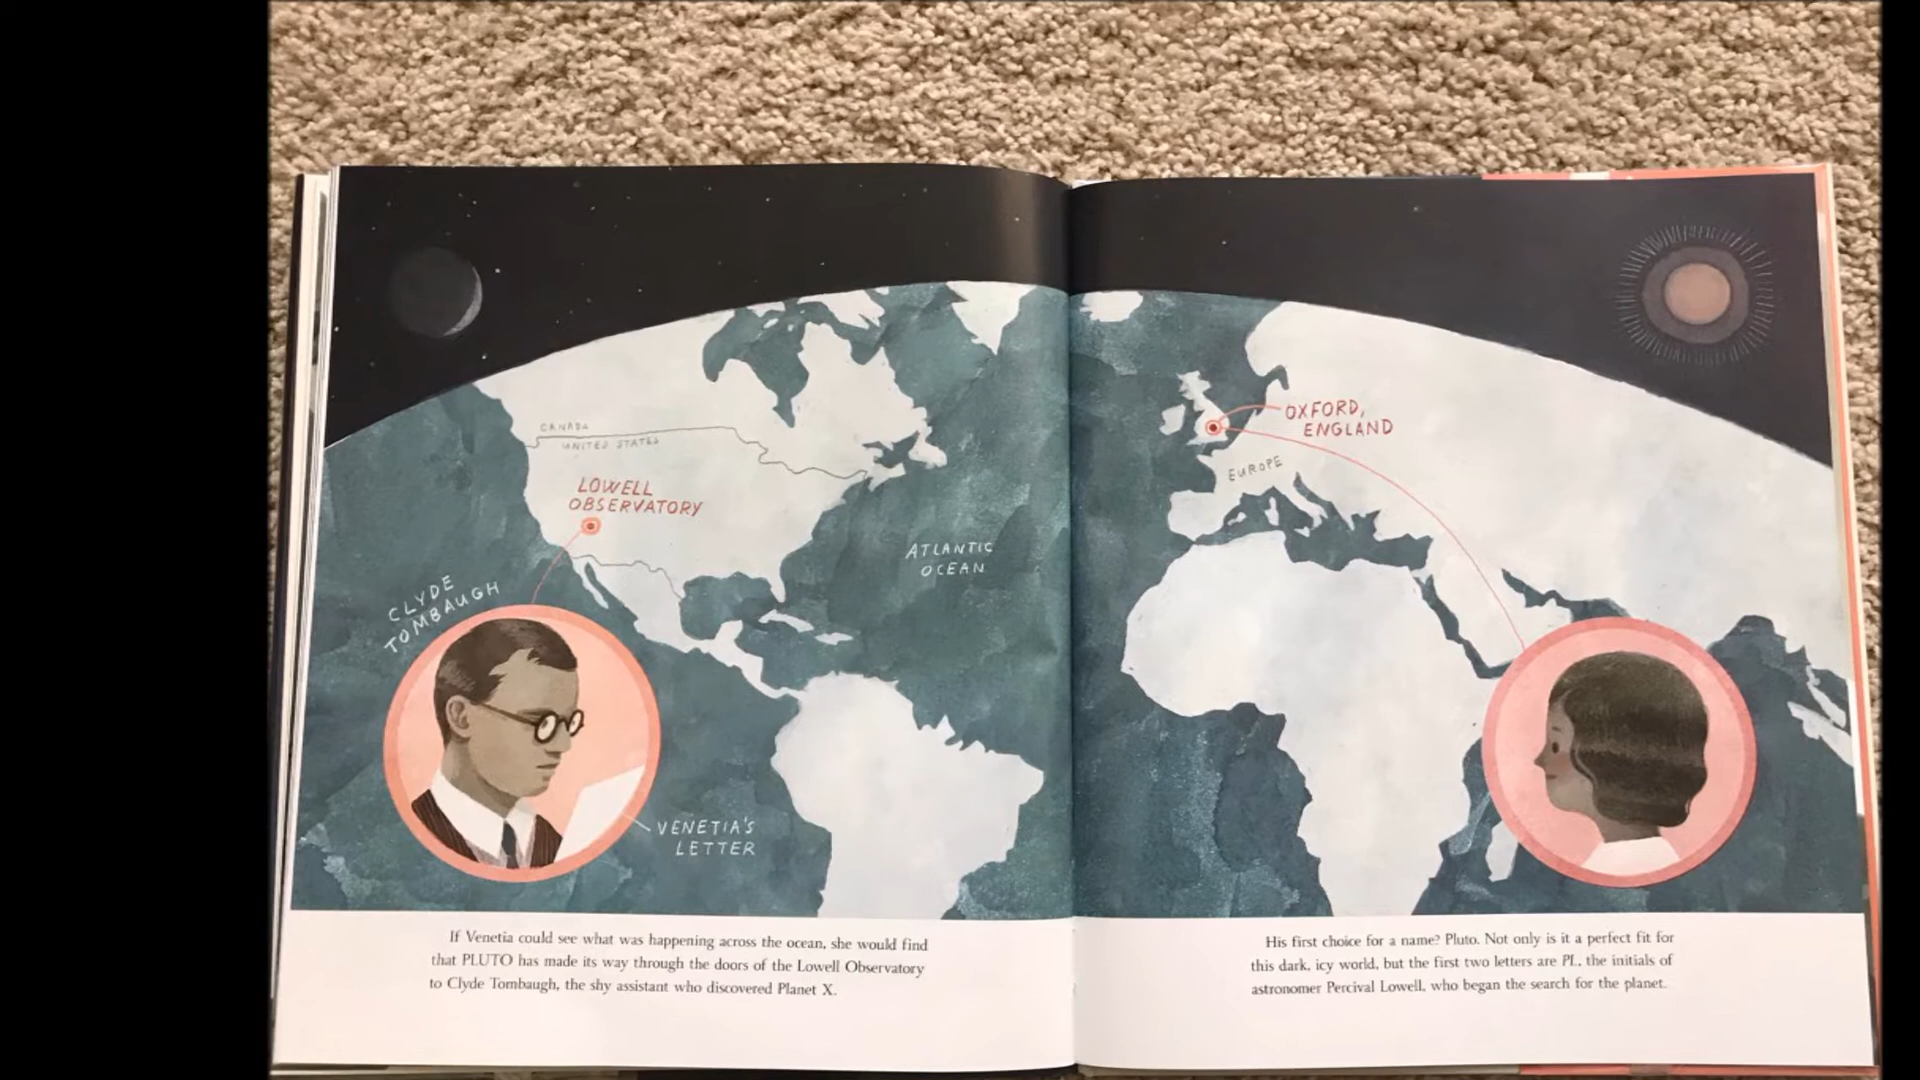 CANADA
UNITED STATES
LOWELL
OBSERVATORY
CLYDE
TOMBAUGH
ATLANTIC
OCEAN
VENETIA'S
LETTER
If Venetia could see what was happening across the ocean, she would find
that PLUTO has made its way through the doors of the Lowell Observatory
to Clyde Tombaugh, the shy assistant who discovered Planet X.
OXFORD,
ENGLAND
EUROPE
His first choice for a name? Pluto. Not only is it a perfect fit for
this dark, icy world, but the first two letters are PL, the initials of
astronomer Percival Lowell, who began the search for the planet.